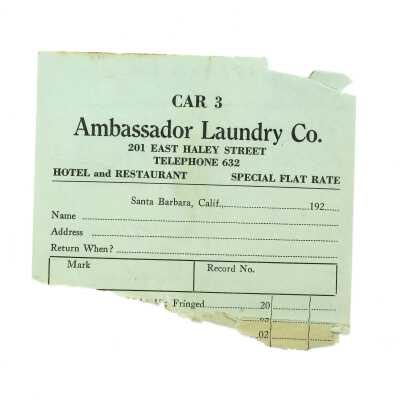 CAR 3
Ambassador Laundry Co.
201 EAST HALEY STREET
TELEPHONE 632
HOTEL and RESTAURANT SPECIAL FLAT RATE
Santa Barbara, Calif. 192
Name
Address
Return When?
Mark Record No.
Fringed 20
.02